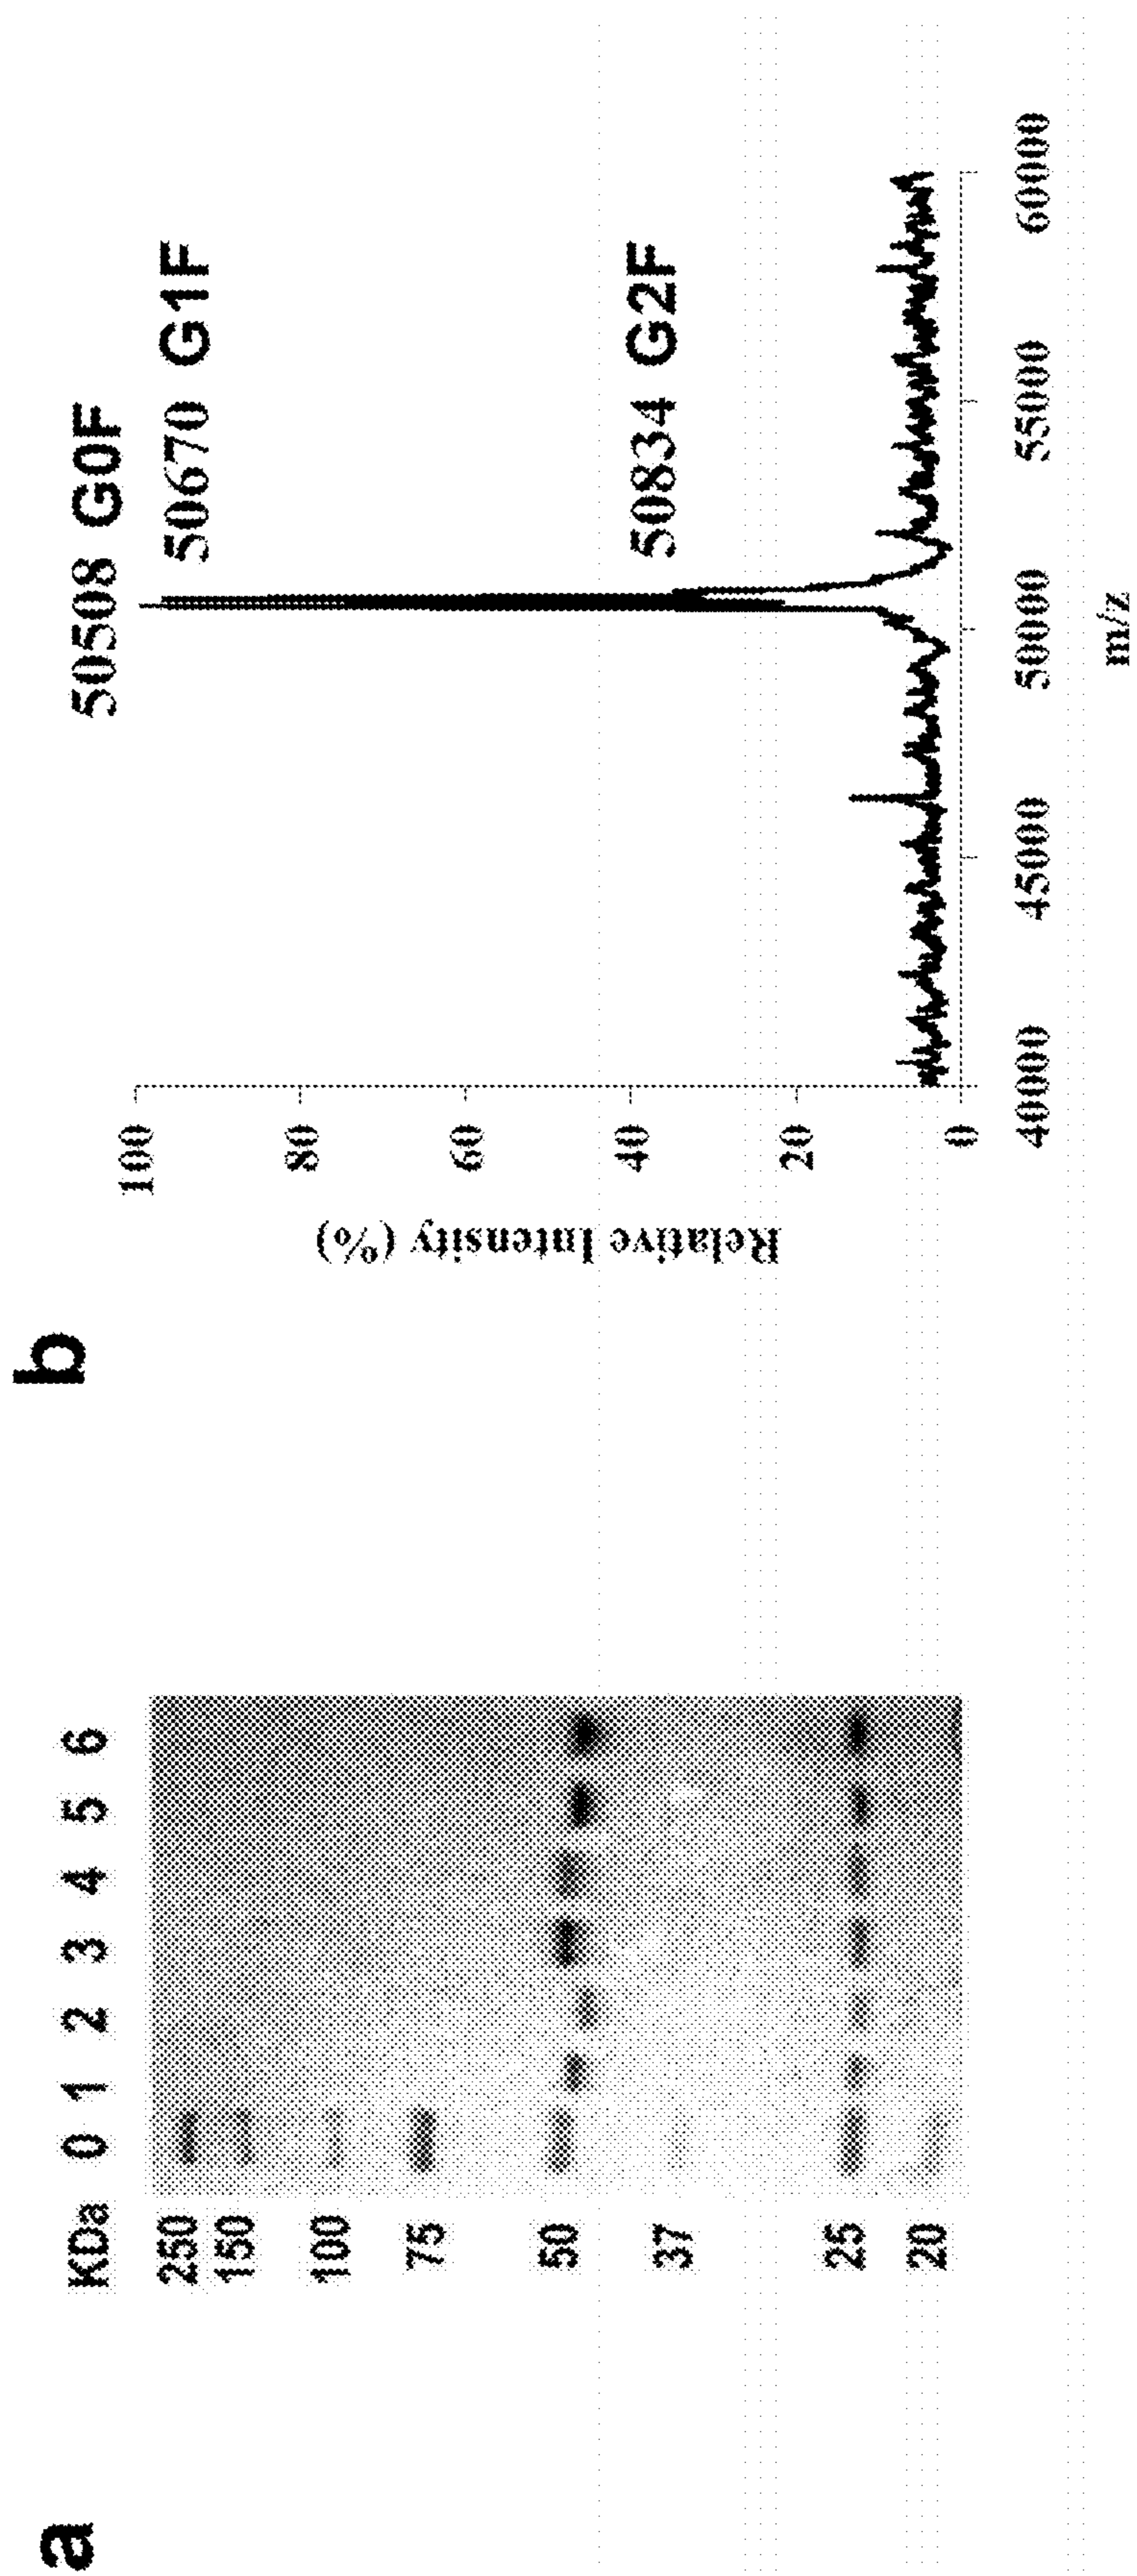 a
KDa 0 1 2 3 4 5 6
250
150
100
75
50
37
25
20
b
50508 G0F
50670 G1F
50834 G2F
Relative Intensity (%)
100
80
60
40
20
0
40000 45000 50000 55000 60000
m/z